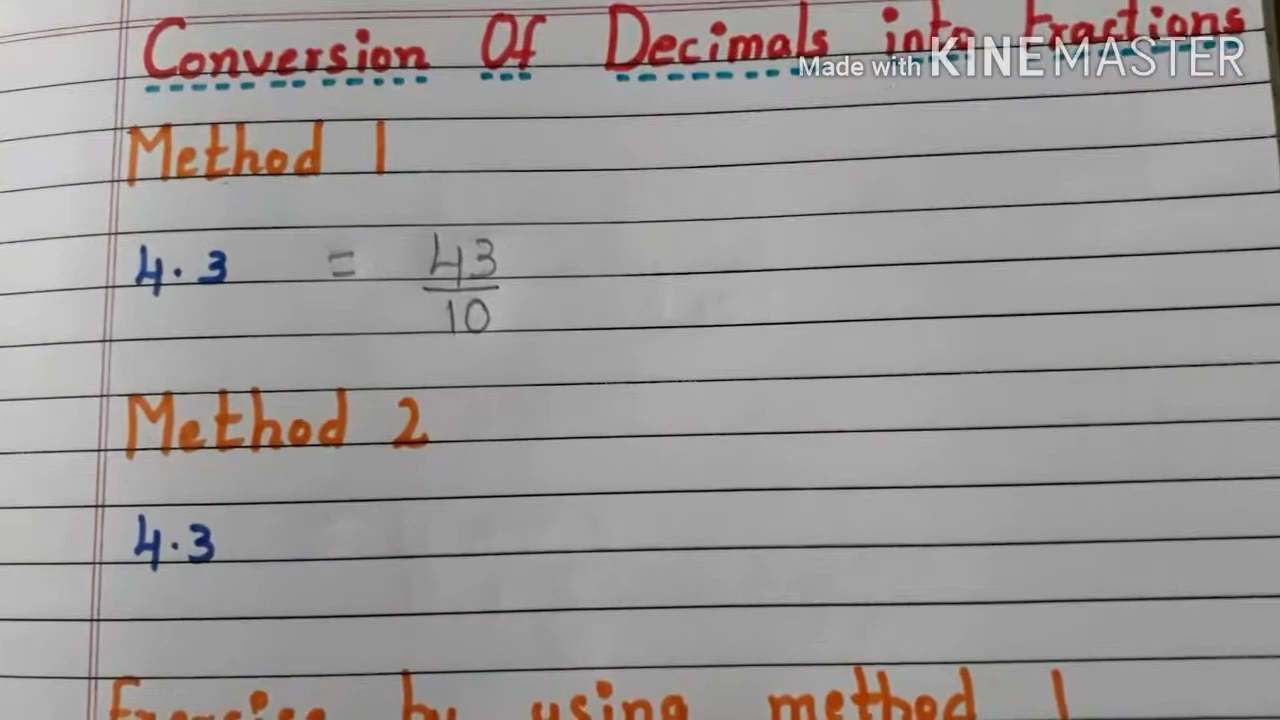 Conversion Of Decimals into Fractions
Made with KINEMASTER
Method 1
4.3 = 43/10
Method 2
4.3
Exercise by using method 1